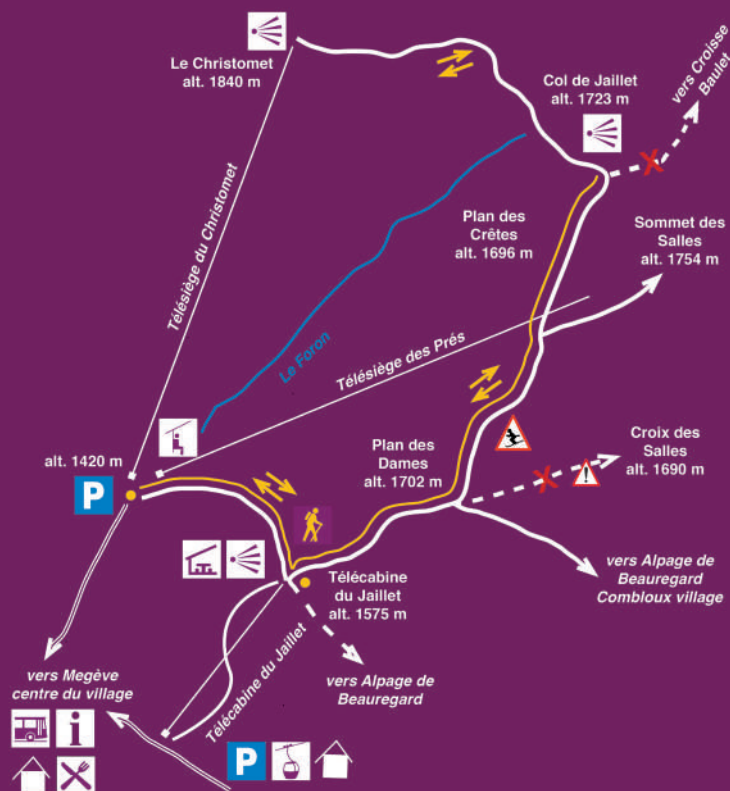 Le Christomet
alt. 1840 m
Col de Jaillet
alt. 1723 m
vers Croisse
Baulet
Télésiège du Christomet
Plan des
Crêtes
alt. 1696 m
Sommet des
Salles
alt. 1754 m
Le Foron
Télésiège des Prés
alt. 1420 m
P
Plan des
Dames
alt. 1702 m
Croix des
Salles
alt. 1690 m
!
vers Alpage de
Beauregard
Combloux village
Télécabine
du Jaillet
alt. 1575 m
Télécabine du Jaillet
vers Alpage de
Beauregard
vers Megève
centre du village
i
P